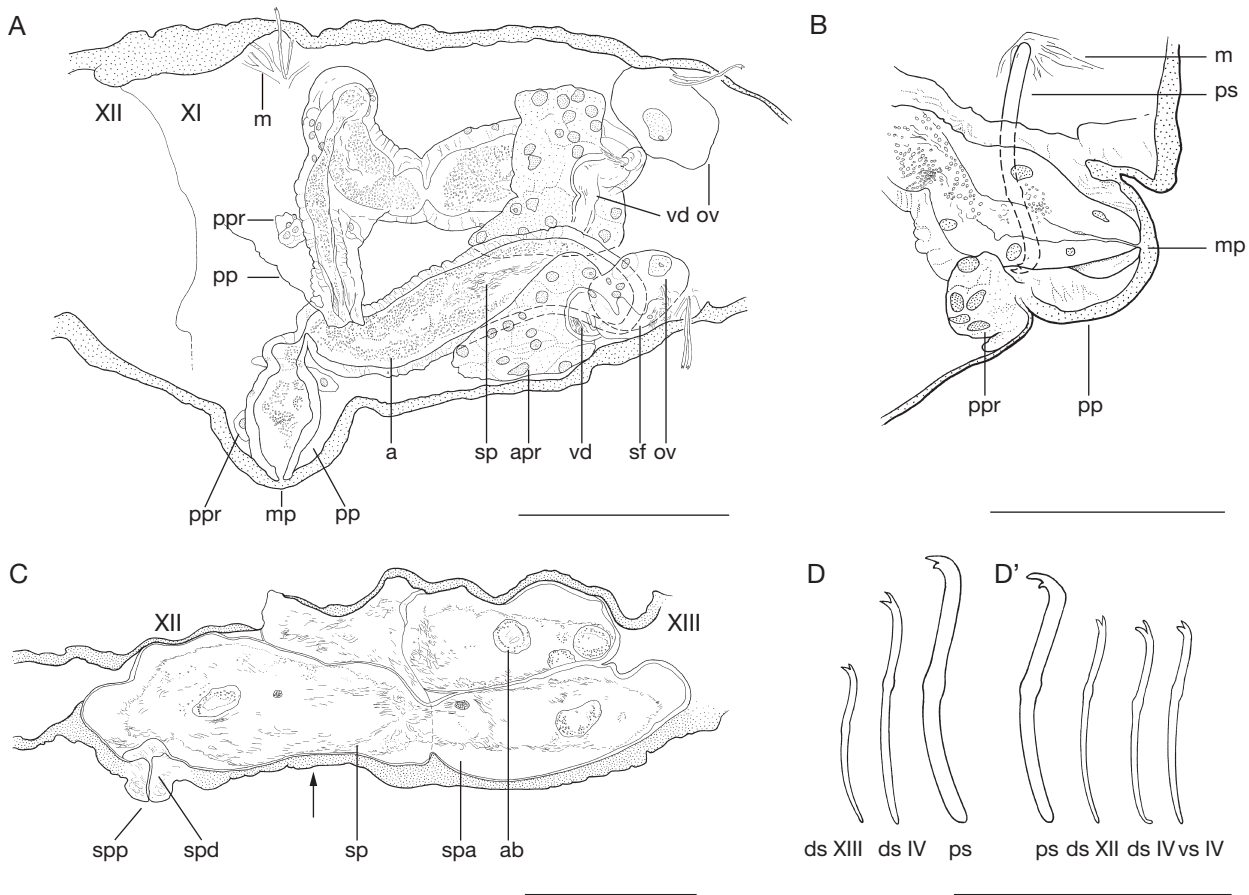 A
XII XI
m
ppr
pp
vd ov
ppr mp pp
a sp apr vd sf ov
B
m
ps
mp
ppr pp
C
XII XIII
spp spd sp spa ab
D D'
ds XIII ds IV ps
ps ds XII ds IV vs IV